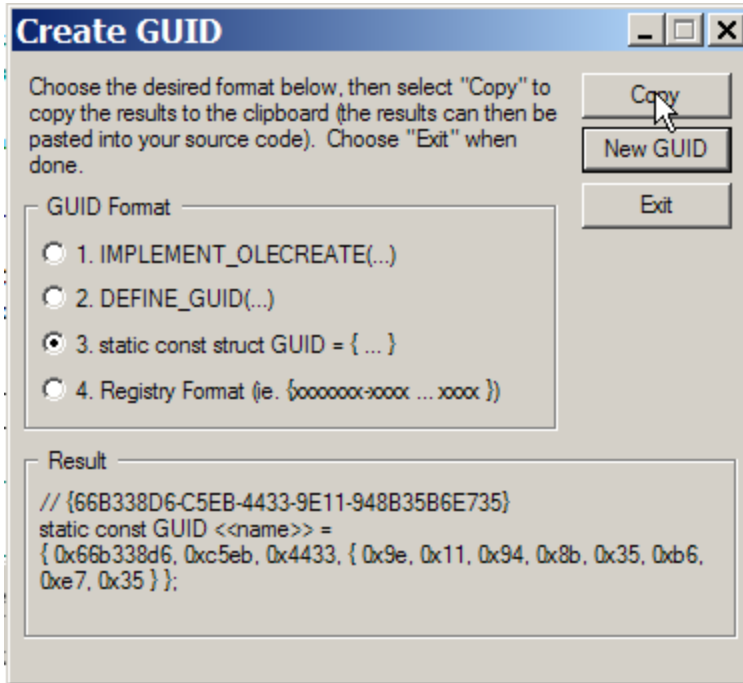 Create GUID
Choose the desired format below, then select "Copy" to
copy the results to the clipboard (the results can then be
pasted into your source code).  Choose "Exit" when
done.
Copy
New GUID
Exit
GUID Format
1. IMPLEMENT_OLECREATE(...)
2. DEFINE_GUID(...)
3. static const struct GUID = { ... }
4. Registry Format (ie. {xxxxxxx-xxxx ... xxxx })
Result
// {66B338D6-C5EB-4433-9E11-948B35B6E735}
static const GUID <<name>> =
{ 0x66b338d6, 0xc5eb, 0x4433, { 0x9e, 0x11, 0x94, 0x8b, 0x35, 0xb6,
0xe7, 0x35 } };